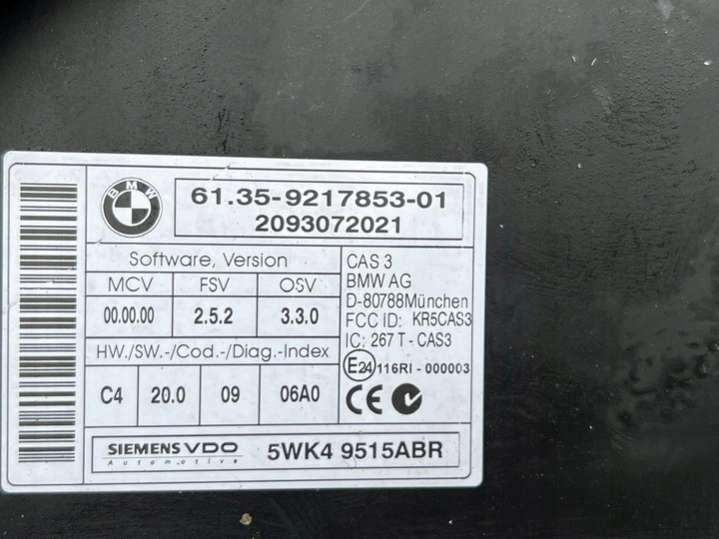 BMW
61.35-9217853-01
2093072021
Software, Version
MCV FSV OSV
00.00.00 2.5.2 3.3.0
HW./SW.-/Cod.-/Diag.-Index
C4 20.0 09 06A0
CAS 3
BMW AG
D-80788München
FCC ID: KR5CAS3
IC: 267 T - CAS3
E24 116RI - 000003
CE
SIEMENS VDO
Automotive
5WK4 9515ABR